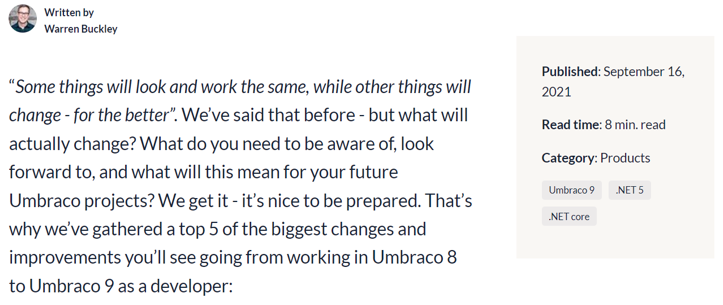 Written by
Warren Buckley
“Some things will look and work the same, while other things will
change - for the better”. We’ve said that before - but what will
actually change? What do you need to be aware of, look
forward to, and what will this mean for your future
Umbraco projects? We get it - it’s nice to be prepared. That’s
why we’ve gathered a top 5 of the biggest changes and
improvements you’ll see going from working in Umbraco 8
to Umbraco 9 as a developer:
Published: September 16,
2021
Read time: 8 min. read
Category: Products
Umbraco 9 .NET 5
.NET core